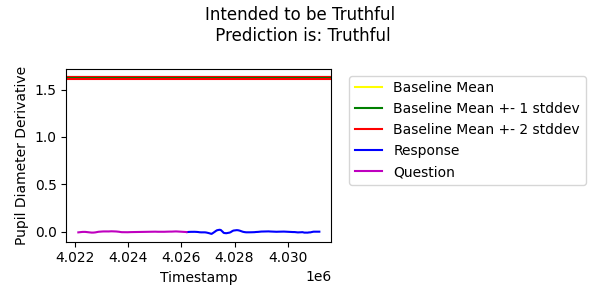 Intended to be Truthful
Prediction is: Truthful
Pupil Diameter Derivative
1.5
1.0
0.5
0.0
4.022 4.024 4.026 4.028 4.030
1e6
Timestamp
Baseline Mean
Baseline Mean +- 1 stddev
Baseline Mean +- 2 stddev
Response
Question